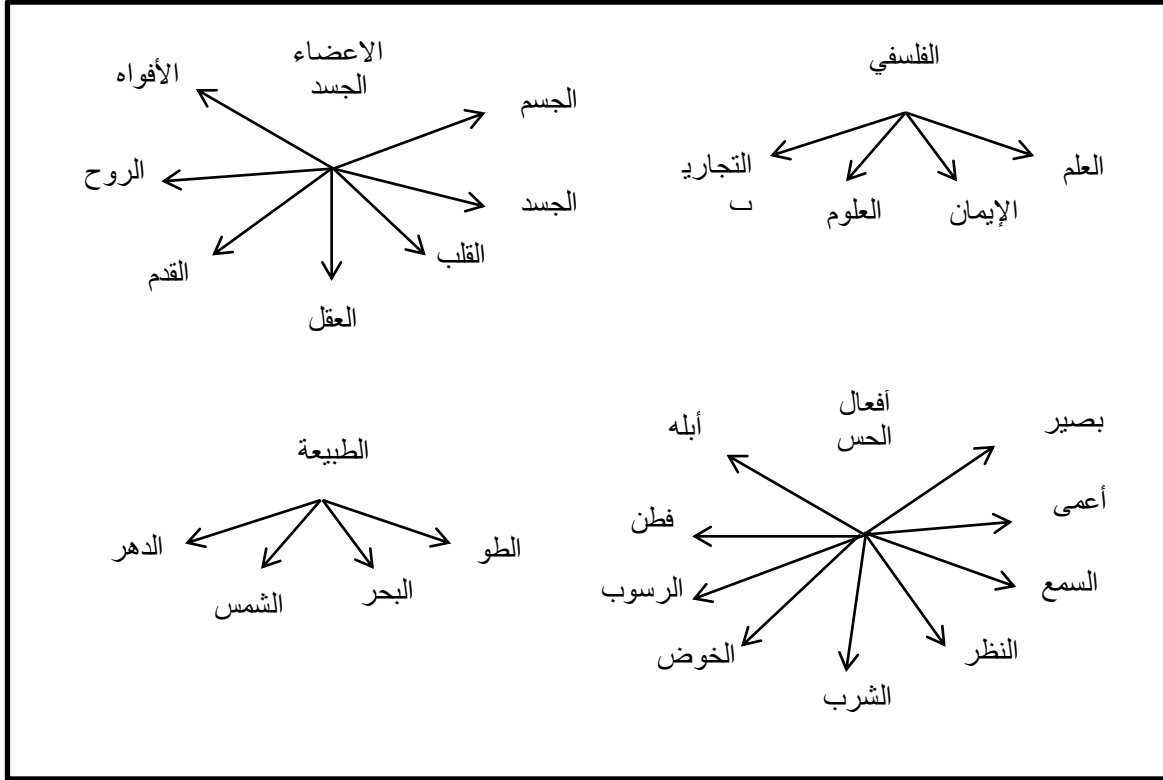 الفلسفي
العلم
الإيمان
العلوم
التجاريـ
ب
الاعضاء
الجسد
الجسم
الجسد
القلب
العقل
القدم
الروح
الأفواه
أفعال
الحس
بصير
أعمى
السمع
النظر
الشرب
الخوض
الرسوب
فطن
أبله
الطبيعة
الطو
البحر
الشمس
الدهر